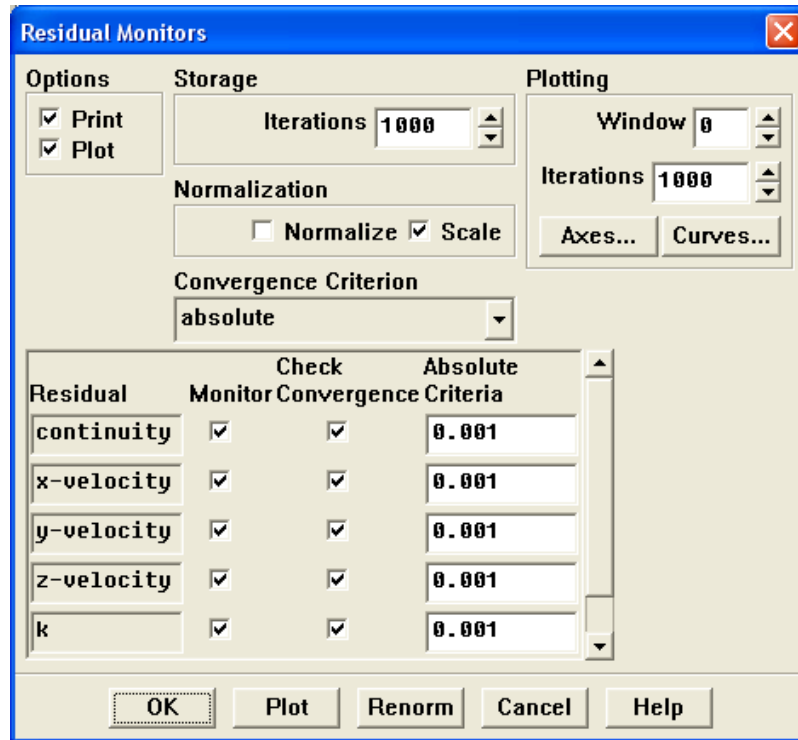 Residual Monitors
Options
Print
Plot
Storage
Iterations 1000
Normalization
Normalize Scale
Convergence Criterion
absolute
Plotting
Window 0
Iterations 1000
Axes... Curves...
Residual Monitor Check Convergence Absolute Criteria
continuity 0.001
x-velocity 0.001
y-velocity 0.001
z-velocity 0.001
k 0.001
OK Plot Renorm Cancel Help